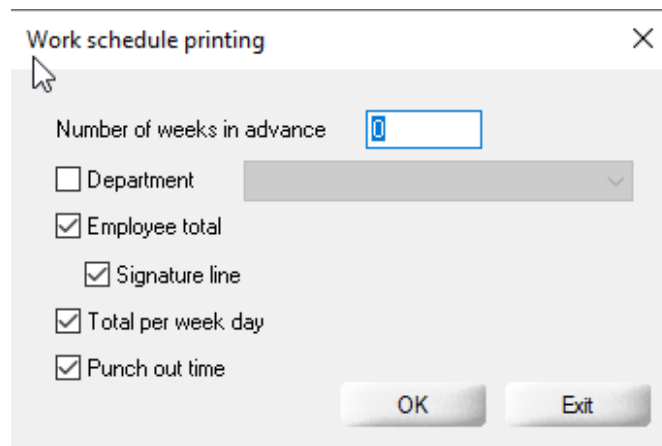 Work schedule printing
Number of weeks in advance 0
Department
Employee total
Signature line
Total per week day
Punch out time
OK Exit